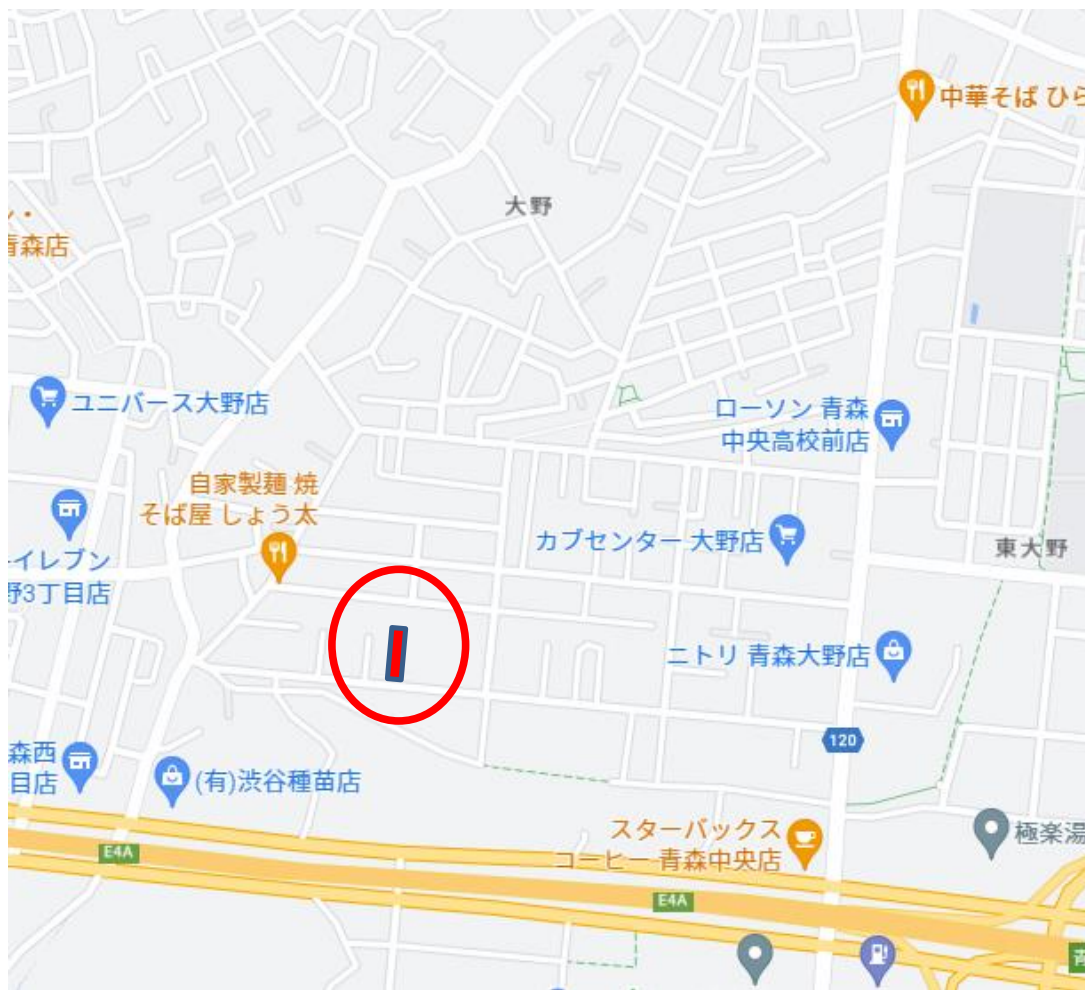 中華そば ひら
大野
ン・
青森店
ユニバース大野店
ローソン 青森
中央高校前店
自家製麺 焼
そば屋 しょう太
カブセンター 大野店
東大野
-イレブン
野3丁目店
ニトリ 青森大野店
120
森西
目店
(有)渋谷種苗店
スターバックス
コーヒー 青森中央店
極楽湯
E4A
E4A
青